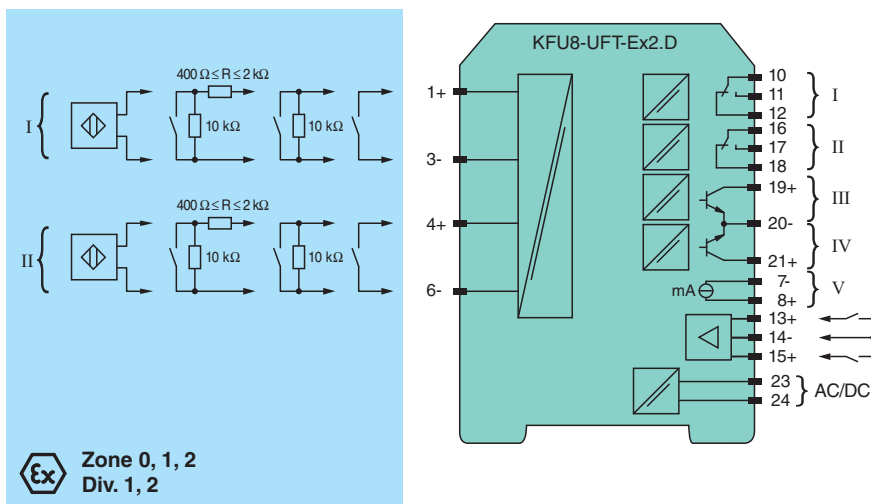 KFU8-UFT-Ex2.D
I
400 Ω ≤ R ≤ 2 kΩ
10 kΩ
10 kΩ
II
400 Ω ≤ R ≤ 2 kΩ
10 kΩ
10 kΩ
1+
3-
4+
6-
10
11
12
I
16
17
18
II
19+
20-
III
21+
IV
mA
7-
8+
V
13+
14-
15+
23
24
AC/DC
Ex
Zone 0, 1, 2
Div. 1, 2